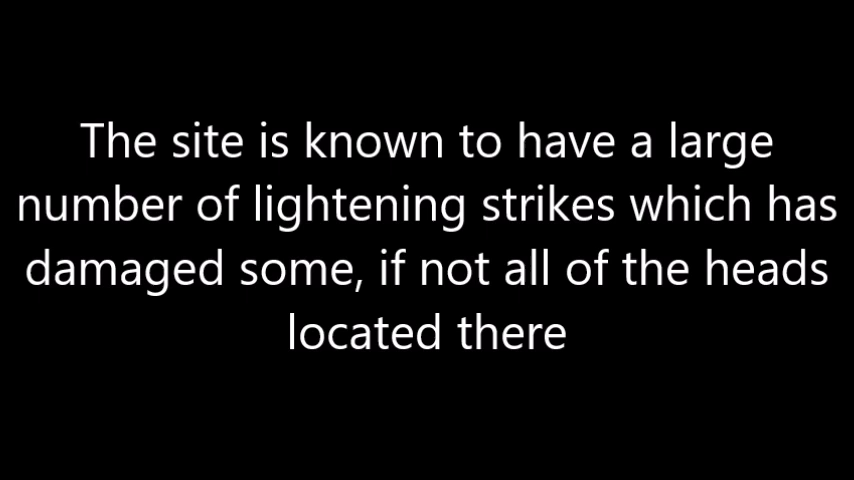 The site is known to have a large
number of lightening strikes which has
damaged some, if not all of the heads
located there